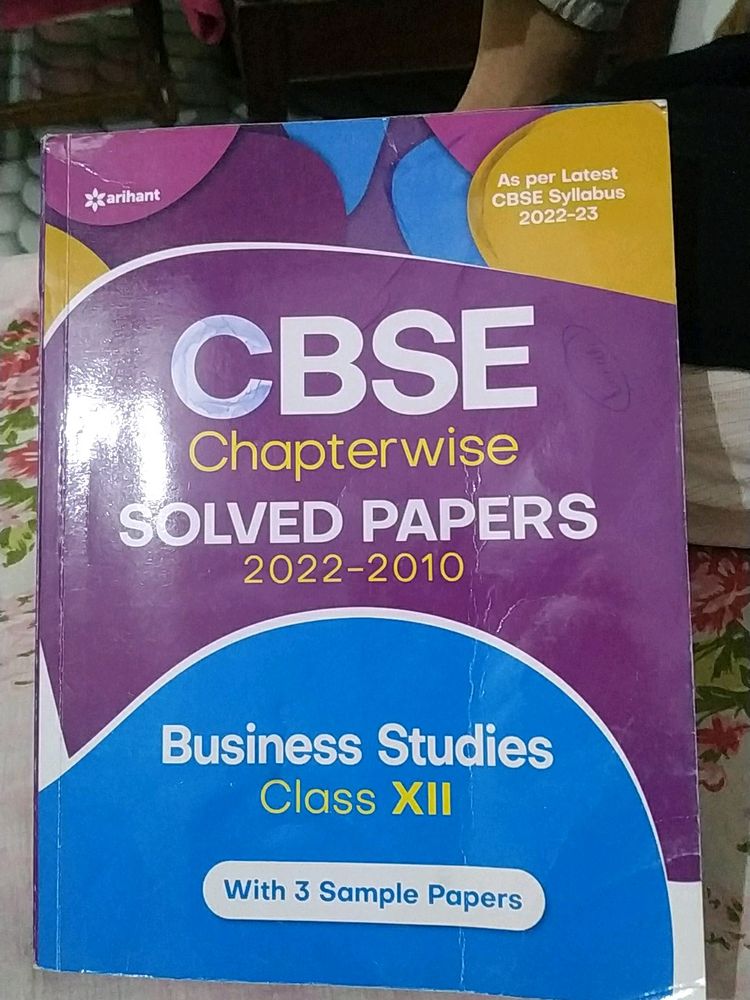 arihant
As per Latest
CBSE Syllabus
2022-23
CBSE
Chapterwise
SOLVED PAPERS
2022-2010
Business Studies
Class XII
With 3 Sample Papers